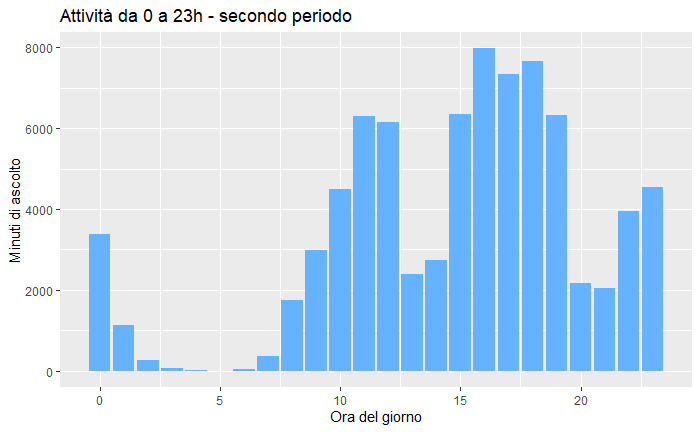 Attività da 0 a 23h - secondo periodo
8000
6000
4000
2000
0
Minuti di ascolto
0 5 10 15 20
Ora del giorno